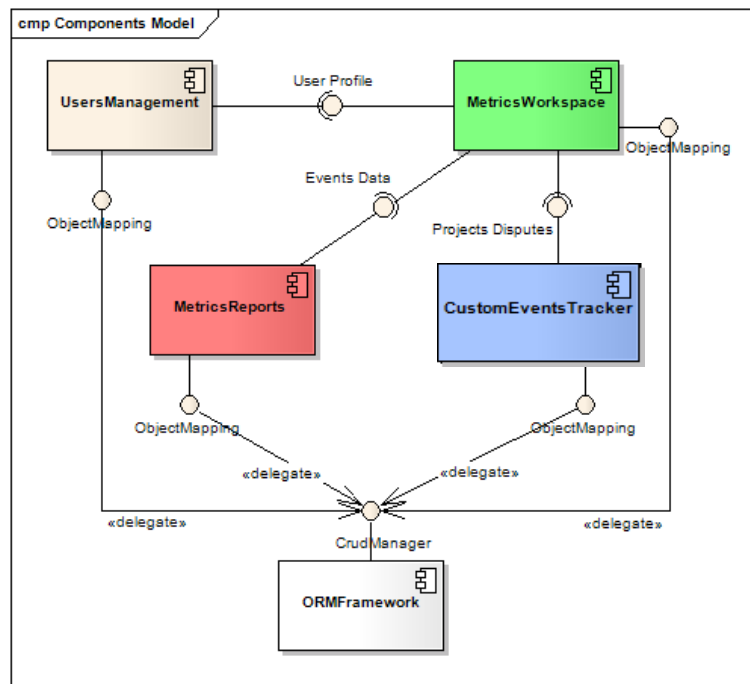 cmp Components Model
UsersManagement
User Profile
MetricsWorkspace
ObjectMapping
ObjectMapping
Events Data
Projects Disputes
MetricsReports
CustomEventsTracker
ObjectMapping
ObjectMapping
«delegate»
«delegate»
«delegate»
«delegate»
CrudManager
ORMFramework